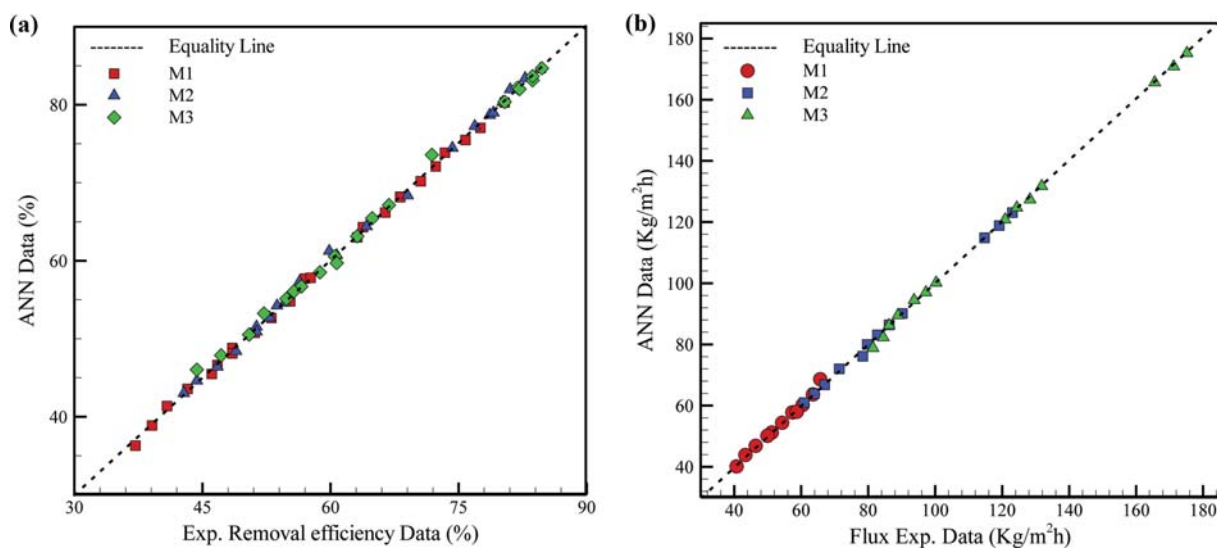 (a)
Equality Line
M1
M2
M3
80
60
40
ANN Data (%)
30
45
60
75
90
Exp. Removal efficiency Data (%)
(b)
Equality Line
M1
M2
M3
180
160
140
120
100
80
60
40
ANN Data (Kg/m²h)
40
60
80
100
120
140
160
180
Flux Exp. Data (Kg/m²h)